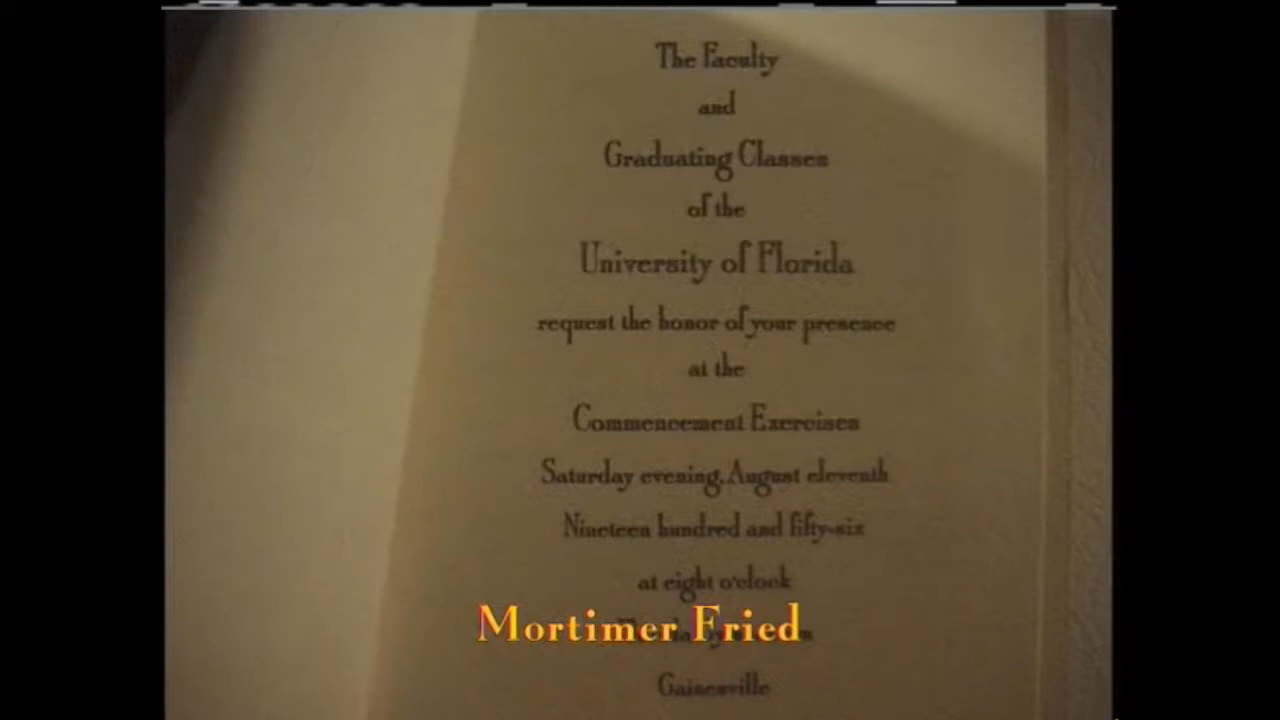 The Faculty
and
Graduating Classes
of the
University of Florida
request the honor of your presence
at the
Commencement Exercises
Saturday evening, August eleventh
Nineteen hundred and fifty-six
at eight o'clock
Mortimer Fried
Gainesville